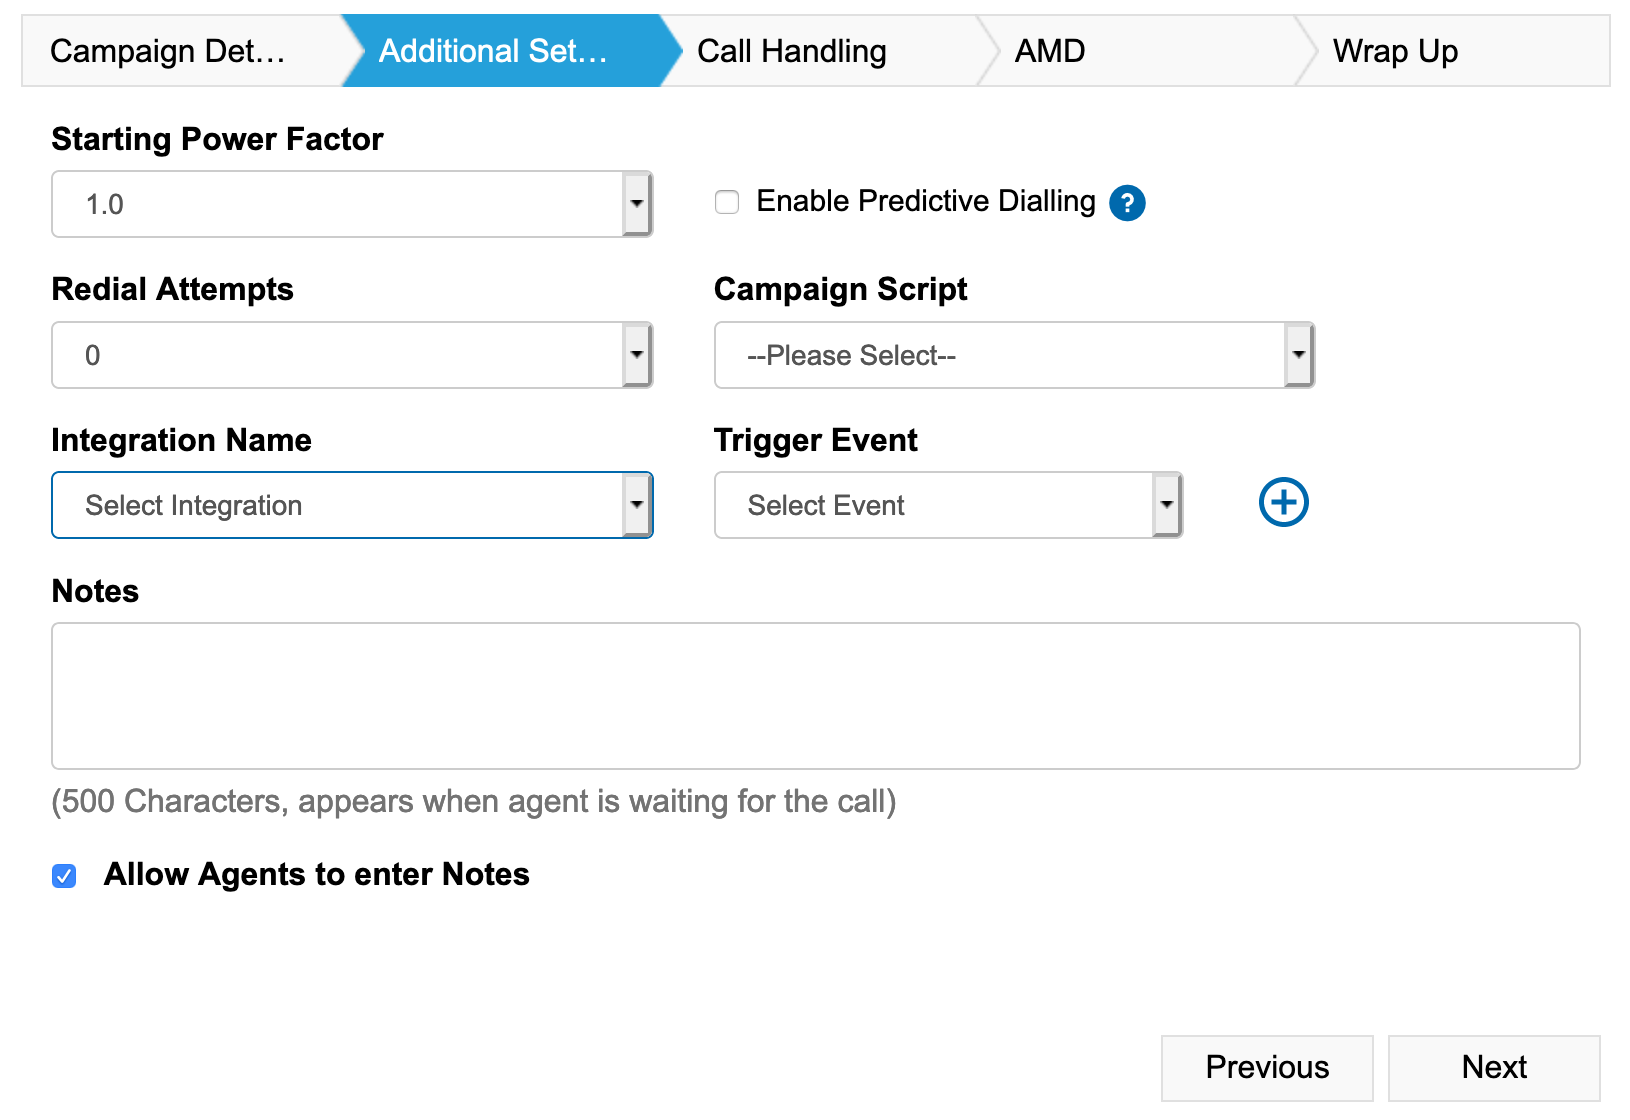 Campaign Det...
Additional Set...
Call Handling
AMD
Wrap Up
Starting Power Factor
1.0
Enable Predictive Dialling ?
Redial Attempts
Campaign Script
0
--Please Select--
Integration Name
Trigger Event
Select Integration
Select Event
Notes
(500 Characters, appears when agent is waiting for the call)
Allow Agents to enter Notes
Previous
Next